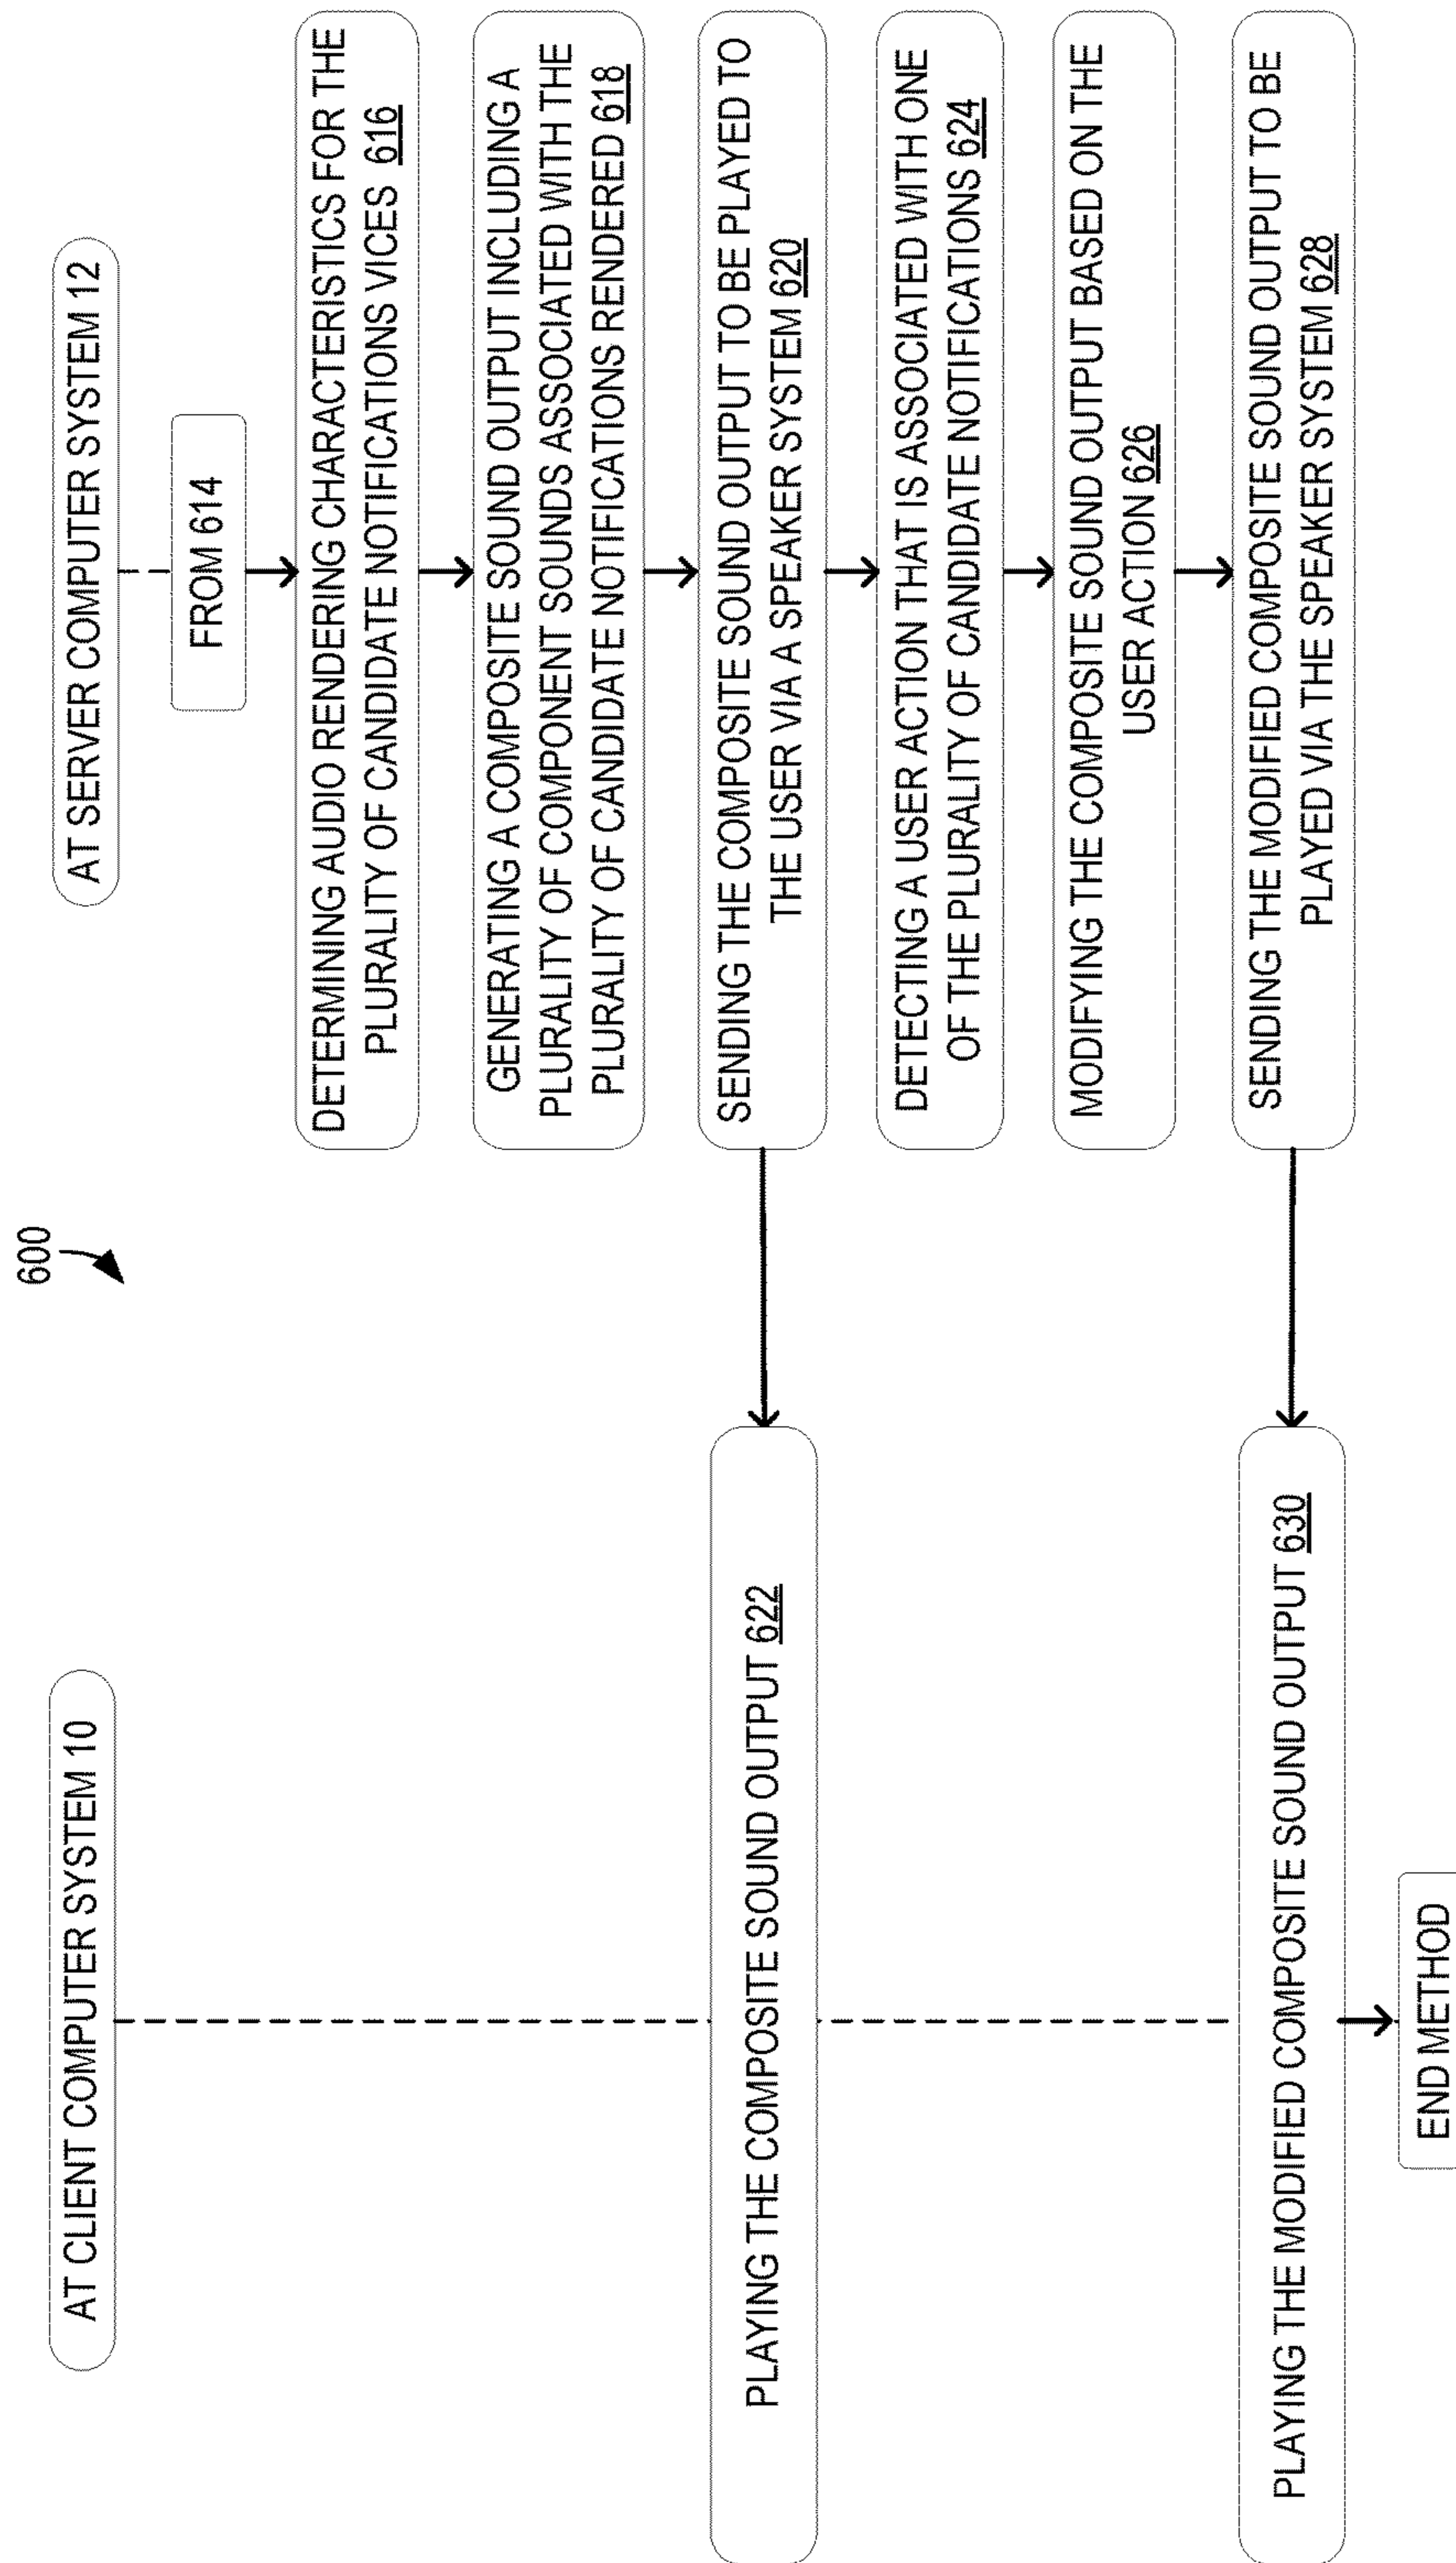 600
AT CLIENT COMPUTER SYSTEM 10
AT SERVER COMPUTER SYSTEM 12
FROM 614
DETERMINING AUDIO RENDERING CHARACTERISTICS FOR THE
PLURALITY OF CANDIDATE NOTIFICATIONS VICES 616
GENERATING A COMPOSITE SOUND OUTPUT INCLUDING A
PLURALITY OF COMPONENT SOUNDS ASSOCIATED WITH THE
PLURALITY OF CANDIDATE NOTIFICATIONS RENDERED 618
SENDING THE COMPOSITE SOUND OUTPUT TO BE PLAYED TO
THE USER VIA A SPEAKER SYSTEM 620
PLAYING THE COMPOSITE SOUND OUTPUT 622
DETECTING A USER ACTION THAT IS ASSOCIATED WITH ONE
OF THE PLURALITY OF CANDIDATE NOTIFICATIONS 624
MODIFYING THE COMPOSITE SOUND OUTPUT BASED ON THE
USER ACTION 626
SENDING THE MODIFIED COMPOSITE SOUND OUTPUT TO BE
PLAYED VIA THE SPEAKER SYSTEM 628
PLAYING THE MODIFIED COMPOSITE SOUND OUTPUT 630
END METHOD